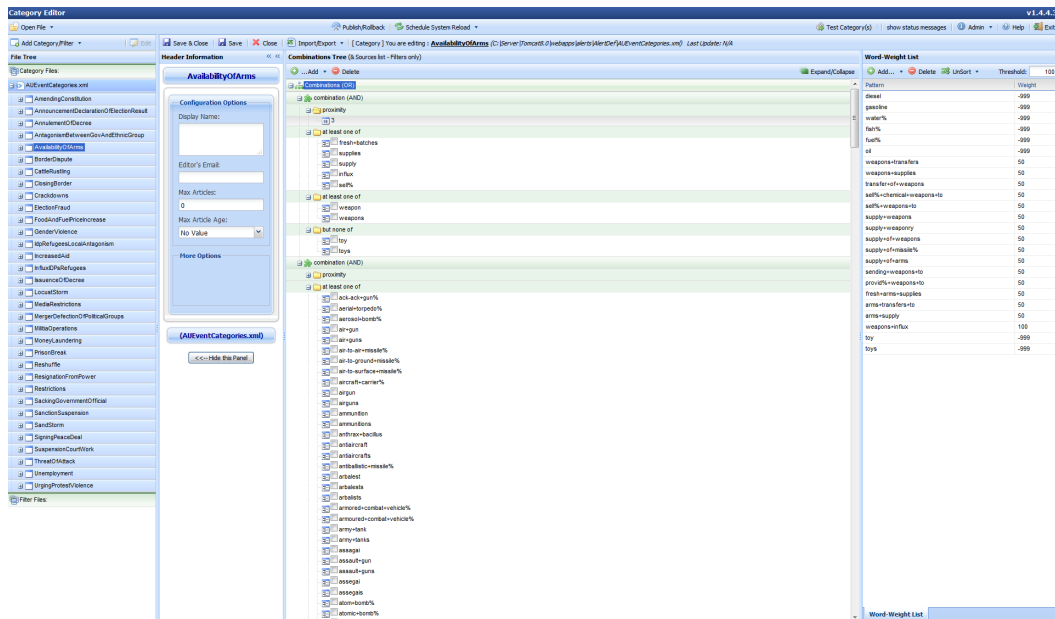 Category Editor
v1.4.4.3
Open File
Publish/Rollback
Schedule System Reload
Test Category(s)
show status messages
Admin
Help
Exit
Add Category/Filter
Edit
Save & Close
Save
Close
Import/Export
[ Category ] You are editing : AvailabilityOfArms (C:\Server\Tomcat8.0\webapps\alerts\AlertDef\AUEventCategories.xml) Last Update: N/A
File Tree
Category Files:
AUEventCategories.xml
AmendingConstitution
AnnouncementDeclarationOfElectionResult
AnnulementOfDecree
AntagonismBetweenGovAndEthnicGroup
AvailabilityOfArms
BorderDispute
CattleRustling
ClosingBorder
Crackdowns
ElectionFraud
FoodAndFuelPriceIncrease
GenderViolence
IdpRefugeesLocalAntagonism
IncreasedAid
InfluxIDPsRefugees
IssuenceOfDecree
LocustStorm
MediaRestrictions
MergerDefectionOfPoliticalGroups
MilitiaOperations
MoneyLaundering
PrisonBreak
Reshuffle
ResignationFromPower
Restrictions
SackingGovernmentOfficial
SanctionSuspension
SandStorm
SigningPeaceDeal
SuspensionCourtWork
ThreatOfAttack
Unemployment
UrgingProtestViolence
Filter Files:
Header Information
AvailabilityOfArms
Configuration Options
Display Name:
Editor's Email:
Max Articles:
0
Max Article Age:
No Value
More Options
(AUEventCategories.xml)
<<--Hide this Panel
Combinations Tree (& Sources list - Filters only)
...Add
Delete
Expand/Collapse
Combinations (OR)
combination (AND)
proximity
3
at least one of
fresh+batches
supplies
supply
influx
sell%
at least one of
weapon
weapons
but none of
toy
toys
combination (AND)
proximity
at least one of
ack-ack+gun%
aerial+torpedo%
aerosol+bomb%
air+gun
air+guns
air-to-air+missile%
air-to-ground+missile%
air-to-surface+missile%
aircraft+carrier%
airgun
airguns
ammunition
ammunitions
anthrax+bacillus
antiaircraft
antiaircrafts
antiballistic+missile%
arbalest
arbalests
arbalists
armored+combat+vehicle%
armoured+combat+vehicle%
army+tank
army+tanks
assagai
assault+gun
assault+guns
assegai
assegais
atom+bomb%
atomic+bomb%
Word-Weight List
Add...
Delete
UnSort
Threshold:
100
Pattern Weight
diesel -999
gasoline -999
water% -999
fish% -999
fuel% -999
oil -999
weapons+transfers 50
weapons+supplies 50
transfer+of+weapons 50
sell%+chemical+weapons+to 50
sell%+weapons+to 50
supply+weapons 50
supply+weaponry 50
supply+of+weapons 50
supply+of+missile% 50
supply+of+arms 50
sending+weapons+to 50
provid%+weapons+to 50
fresh+arms+supplies 50
arms+transfers+to 50
arms+supply 50
weapons+influx 100
toy -999
toys -999
Word-Weight List